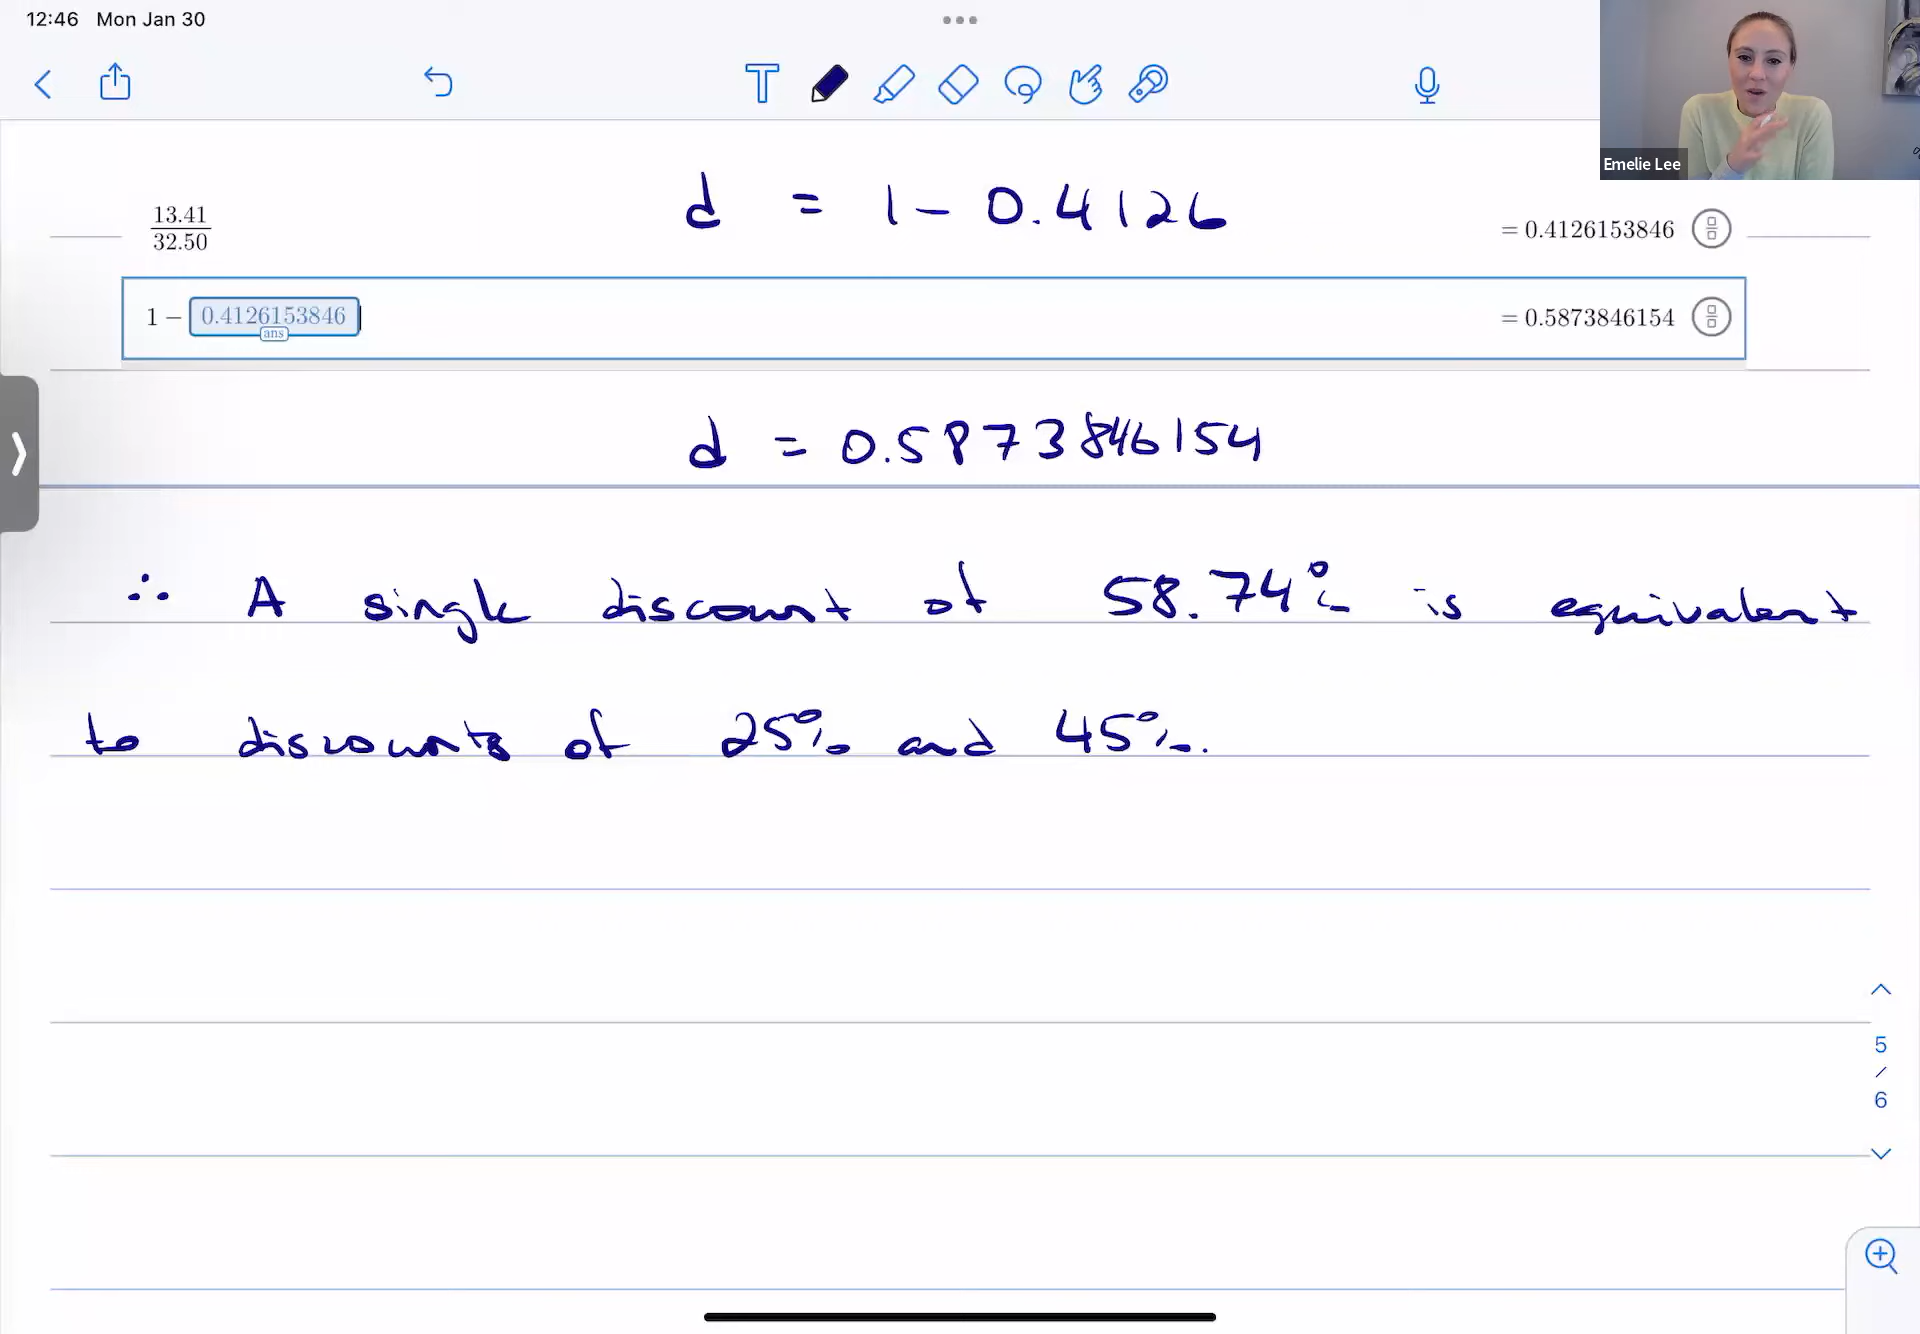 12:46 Mon Jan 30
Emelie Lee
d = 1 - 0.4126
13.41
32.50
= 0.4126153846
1 - 0.4126153846
ans
= 0.5873846154
d = 0.5873846154
∴ A single discount of 58.74% is equivalent
to discounts of 25% and 45%.
5
/
6